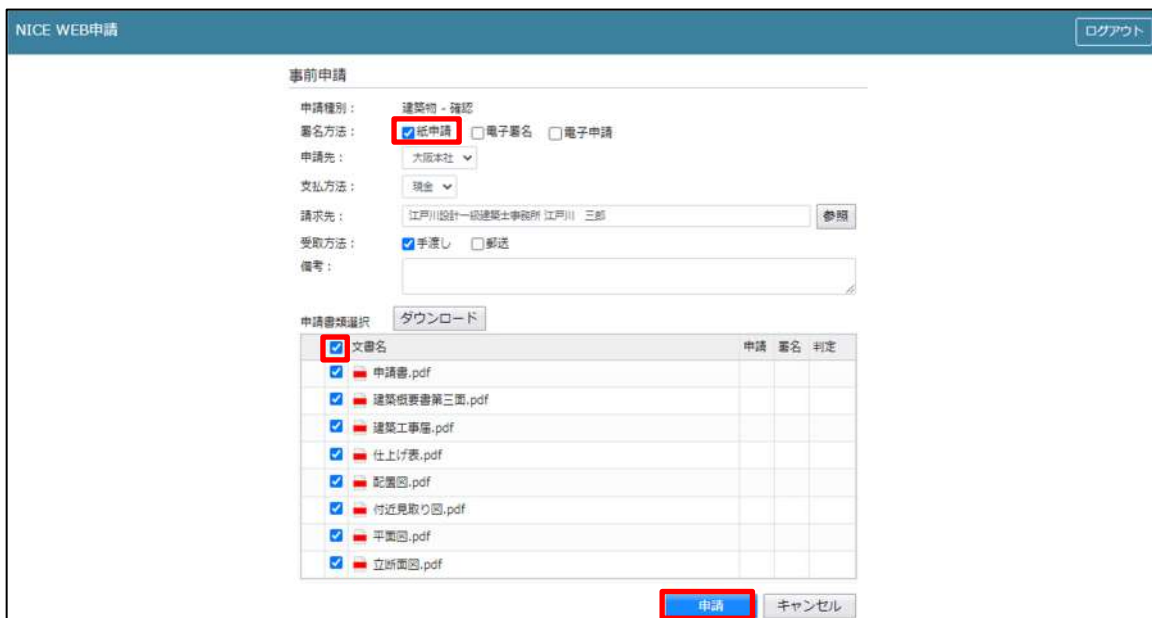 NICE WEB申請
ログアウト
事前申請
申請種別： 建築物 - 確認
署名方法： 紙申請 電子署名 電子申請
申請先： 大阪本社
支払方法： 現金
請求先： 江戸川設計一級建築士事務所 江戸川 三郎 参照
受取方法： 手渡し 郵送
備考：
申請書類選択 ダウンロード
文書名 申請 署名 判定
申請書.pdf
建築概要書第三面.pdf
建築工事届.pdf
仕上げ表.pdf
配置図.pdf
付近見取り図.pdf
平面図.pdf
立断面図.pdf
申請 キャンセル